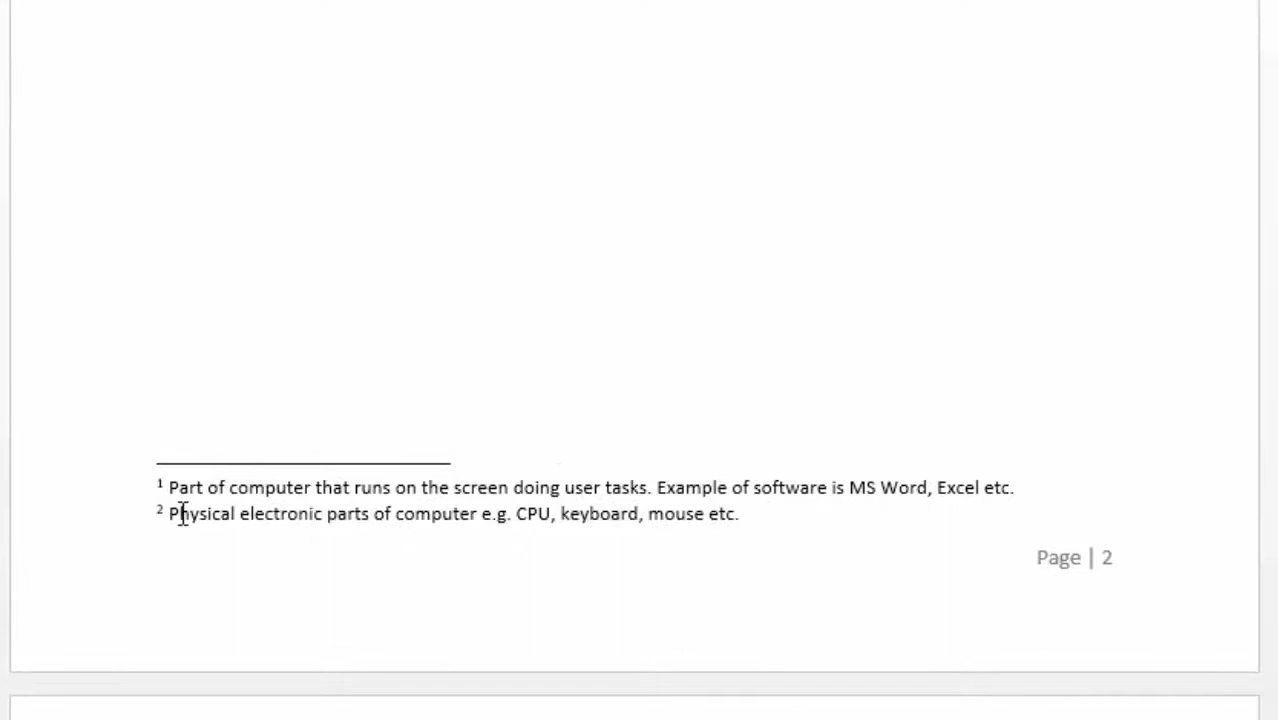 ¹ Part of computer that runs on the screen doing user tasks. Example of software is MS Word, Excel etc.
² Physical electronic parts of computer e.g. CPU, keyboard, mouse etc.
Page | 2